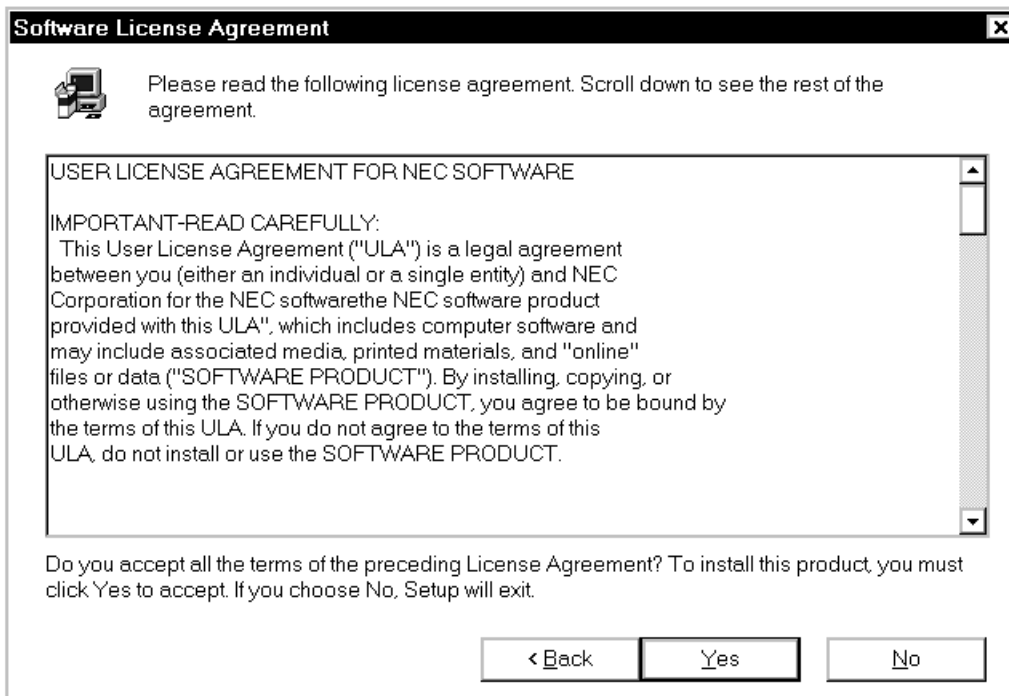 Software License Agreement
Please read the following license agreement. Scroll down to see the rest of the
agreement.
USER LICENSE AGREEMENT FOR NEC SOFTWARE
IMPORTANT-READ CAREFULLY:
This User License Agreement ("ULA") is a legal agreement
between you (either an individual or a single entity) and NEC
Corporation for the NEC softwarethe NEC software product
provided with this ULA", which includes computer software and
may include associated media, printed materials, and "online"
files or data ("SOFTWARE PRODUCT"). By installing, copying, or
otherwise using the SOFTWARE PRODUCT, you agree to be bound by
the terms of this ULA. If you do not agree to the terms of this
ULA, do not install or use the SOFTWARE PRODUCT.
Do you accept all the terms of the preceding License Agreement? To install this product, you must
click Yes to accept. If you choose No, Setup will exit.
< Back Yes No